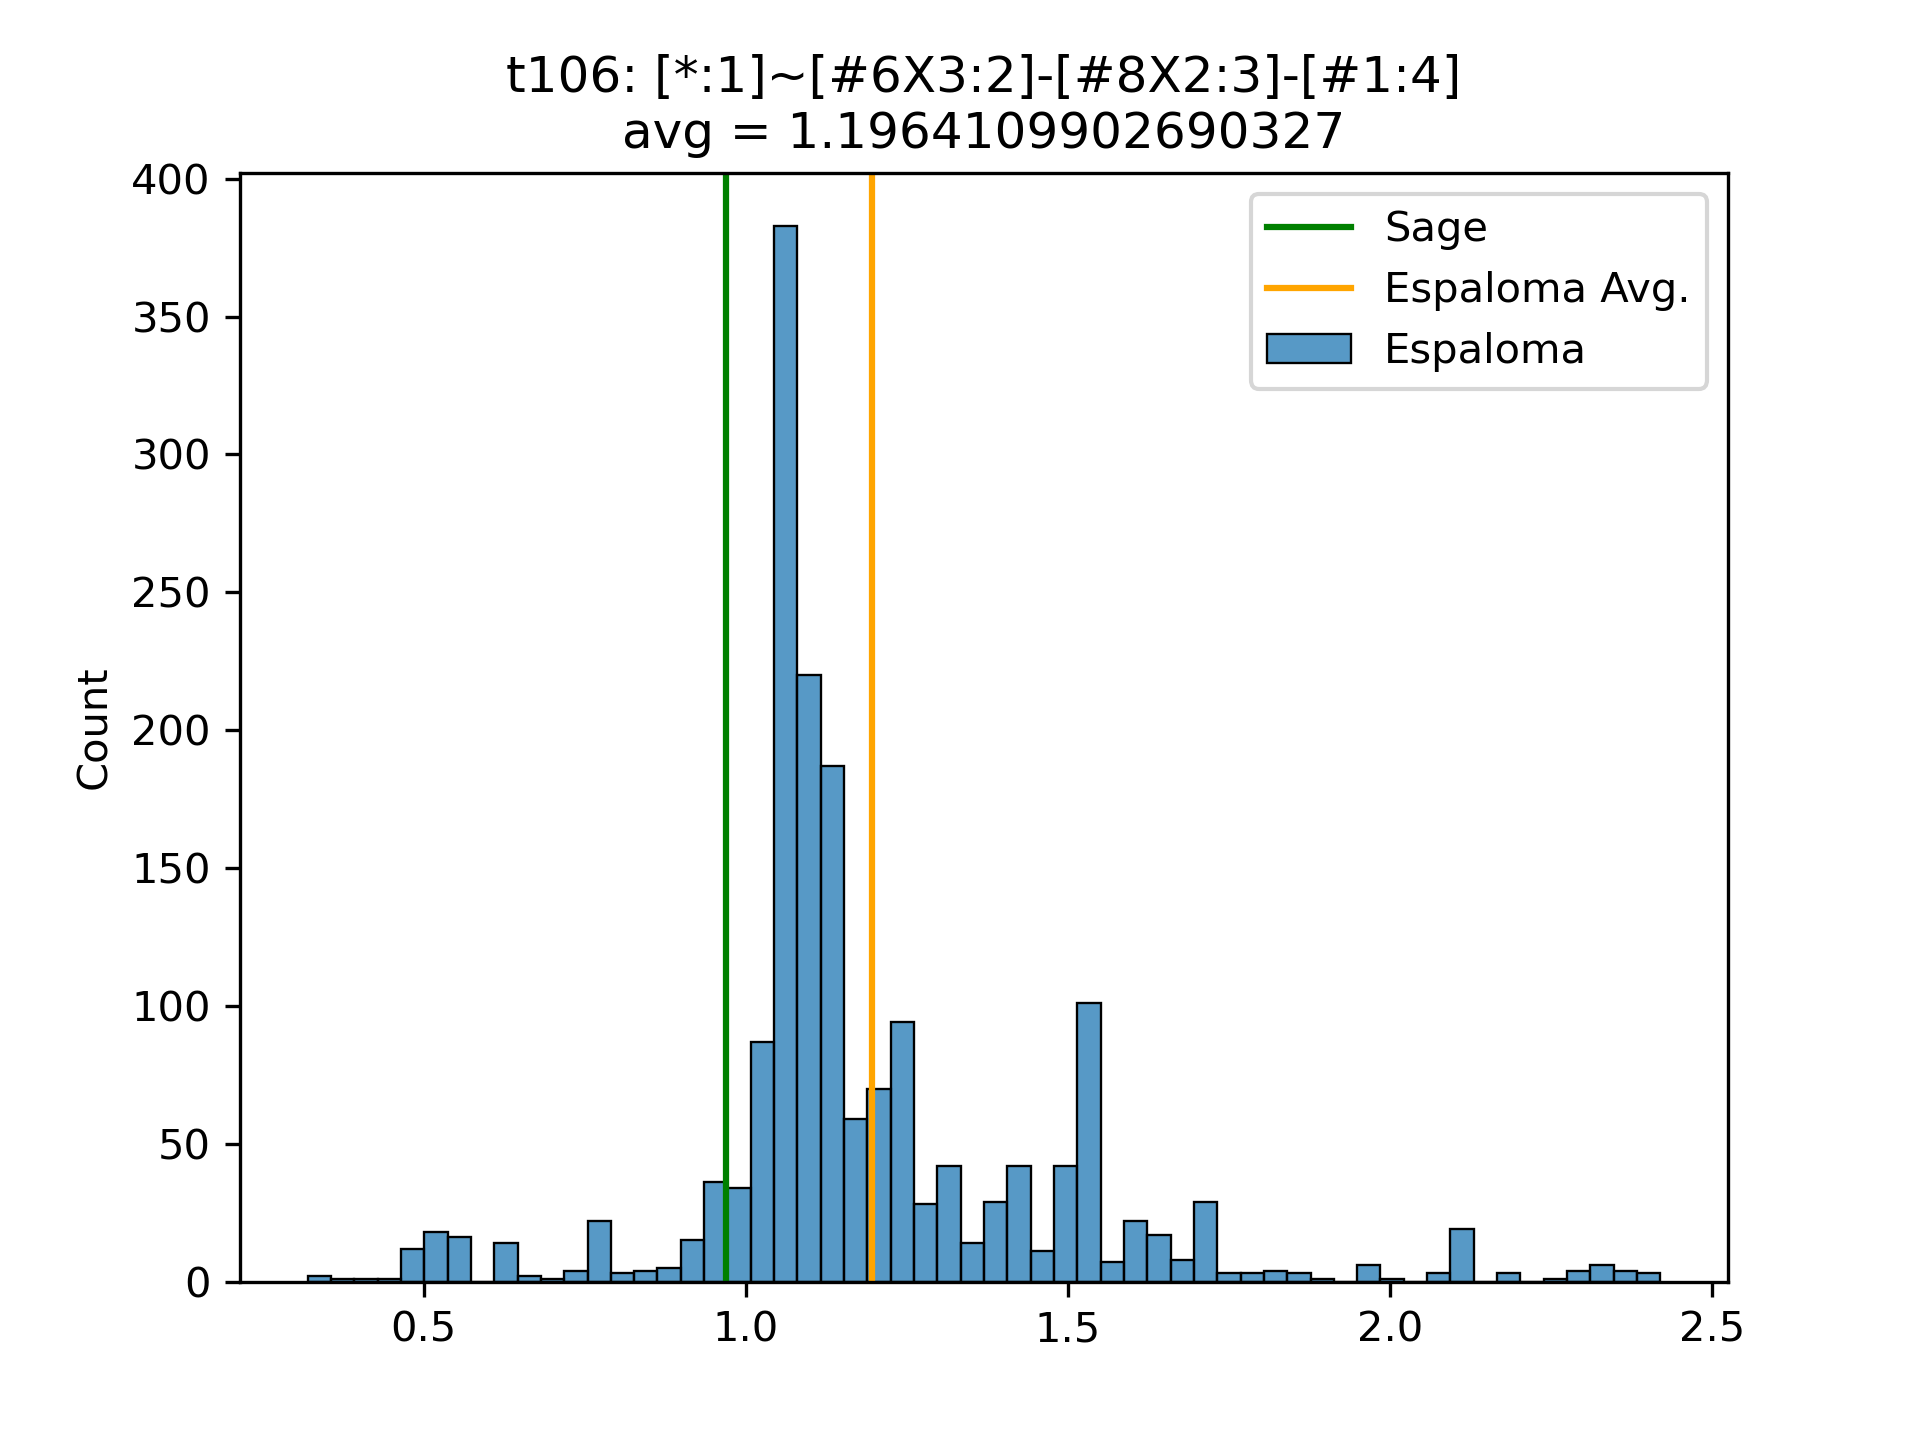 t106: [*:1]~[#6X3:2]-[#8X2:3]-[#1:4]
avg = 1.1964109902690327
Sage
Espaloma Avg.
Espaloma
Count
400
350
300
250
200
150
100
50
0
0.5 1.0 1.5 2.0 2.5